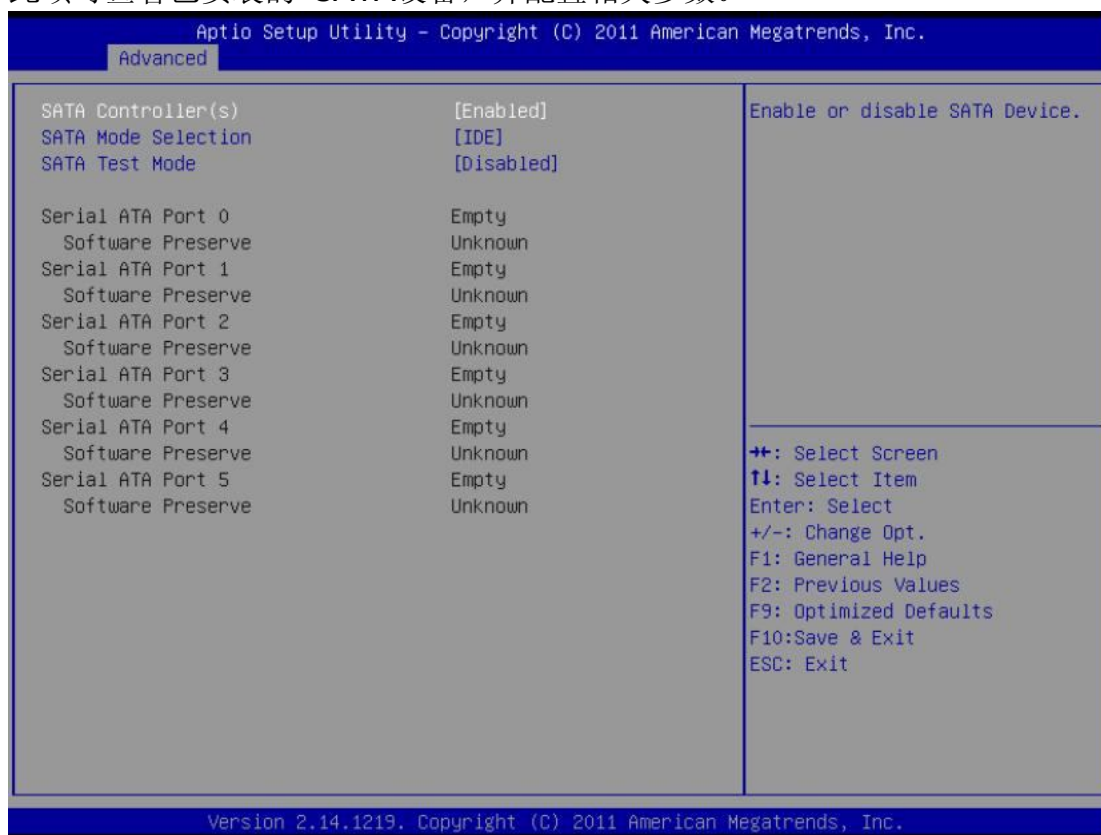 SATA
Aptio Setup Utility – Copyright (C) 2011 American Megatrends, Inc.
Advanced
SATA Controller(s) [Enabled]
SATA Mode Selection [IDE]
SATA Test Mode [Disabled]
Serial ATA Port 0 Empty
Software Preserve Unknown
Serial ATA Port 1 Empty
Software Preserve Unknown
Serial ATA Port 2 Empty
Software Preserve Unknown
Serial ATA Port 3 Empty
Software Preserve Unknown
Serial ATA Port 4 Empty
Software Preserve Unknown
Serial ATA Port 5 Empty
Software Preserve Unknown
Enable or disable SATA Device.
→←: Select Screen
↑↓: Select Item
Enter: Select
+/-: Change Opt.
F1: General Help
F2: Previous Values
F9: Optimized Defaults
F10:Save & Exit
ESC: Exit
Version 2.14.1219. Copyright (C) 2011 American Megatrends, Inc.